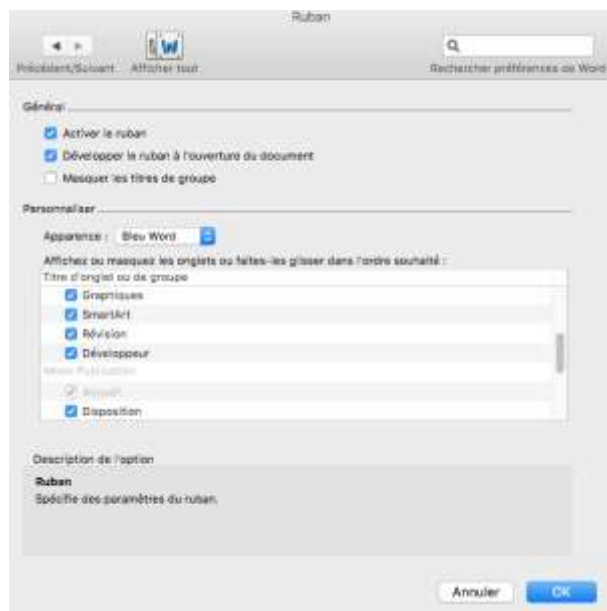 Ruban
Précédent/Suivant Afficher tout Rechercher préférences de Word
Général
Activer le ruban
Développer le ruban à l'ouverture du document
Masquer les titres de groupe
Personnaliser
Apparence : Bleu Word
Affichez ou masquez les onglets ou faites-les glisser dans l'ordre souhaité :
Titre d'onglet ou de groupe
Graphiques
SmartArt
Révision
Développeur
Mode Publication
Accueil
Disposition
Description de l'option
Ruban
Spécifie des paramètres du ruban.
Annuler OK